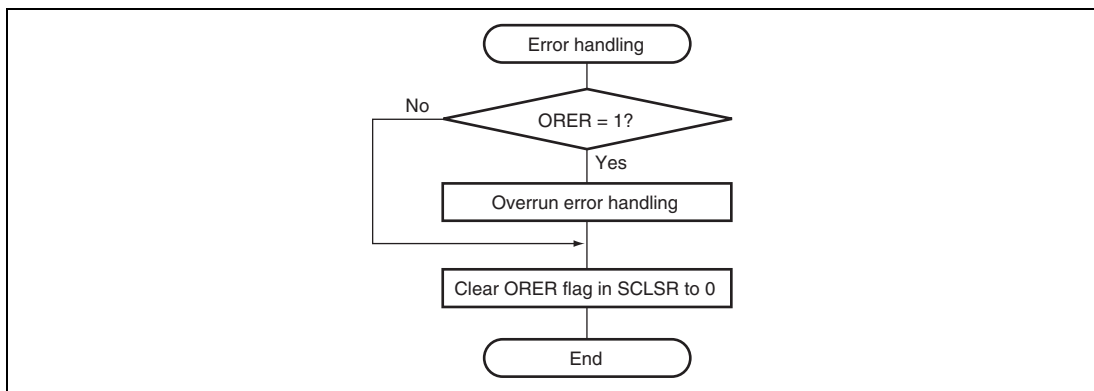 Error handling
No
ORER = 1?
Yes
Overrun error handling
Clear ORER flag in SCLSR to 0
End